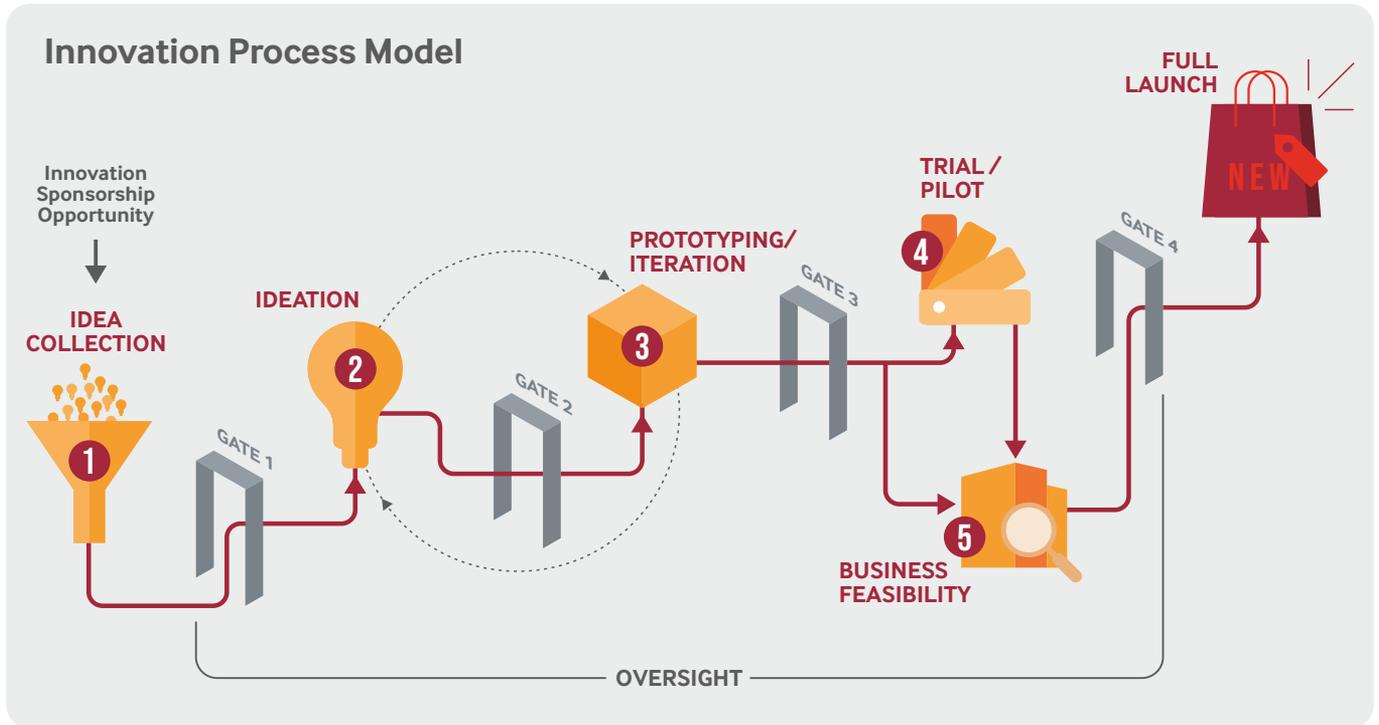 Innovation Process Model
Innovation
Sponsorship
Opportunity
IDEA
COLLECTION
1
GATE 1
IDEATION
2
GATE 2
PROTOTYPING/
ITERATION
3
GATE 3
TRIAL /
PILOT
4
5
BUSINESS
FEASIBILITY
GATE 4
FULL
LAUNCH
NEW
OVERSIGHT